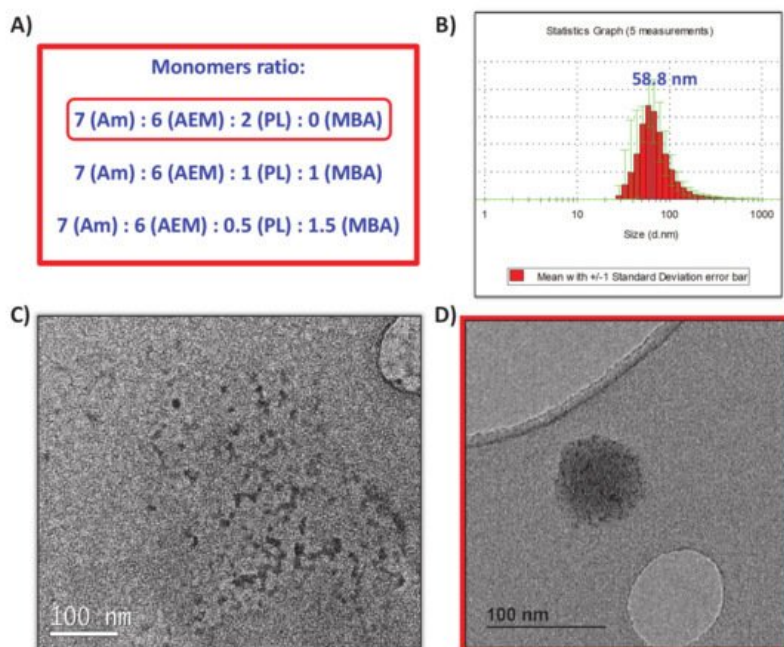 A)
Monomers ratio:
7 (Am) : 6 (AEM) : 2 (PL) : 0 (MBA)
7 (Am) : 6 (AEM) : 1 (PL) : 1 (MBA)
7 (Am) : 6 (AEM) : 0.5 (PL) : 1.5 (MBA)
B)
Statistics Graph (5 measurements)
58.8 nm
1 10 100 1000
Size (d.nm)
Mean with +/-1 Standard Deviation error bar
C)
100 nm
D)
100 nm